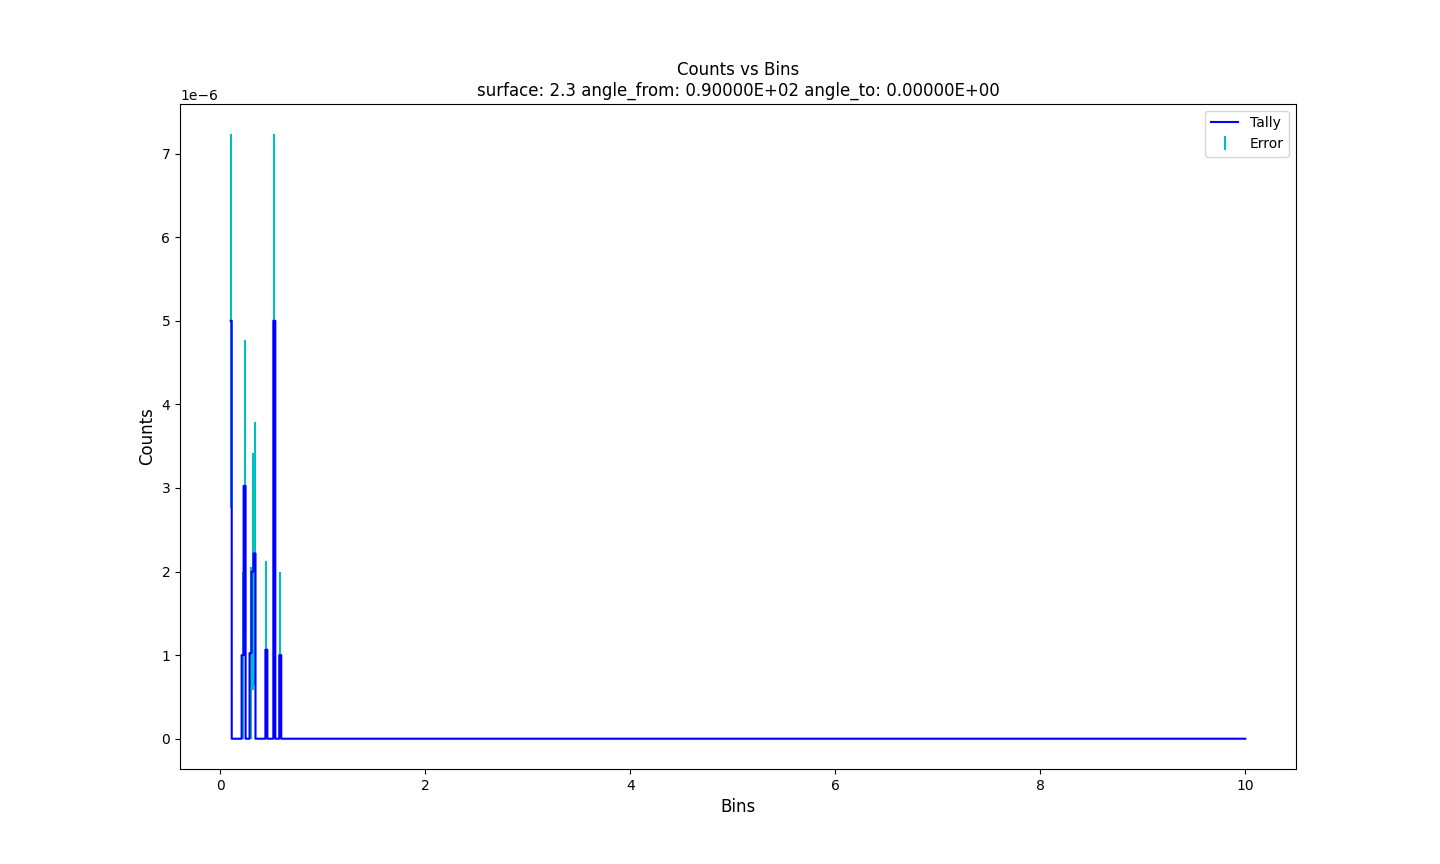 Counts vs Bins
surface: 2.3 angle_from: 0.90000E+02 angle_to: 0.00000E+00
1e−6
Tally
Error
7
6
5
4
3
2
1
0
Counts
0 2 4 6 8 10
Bins